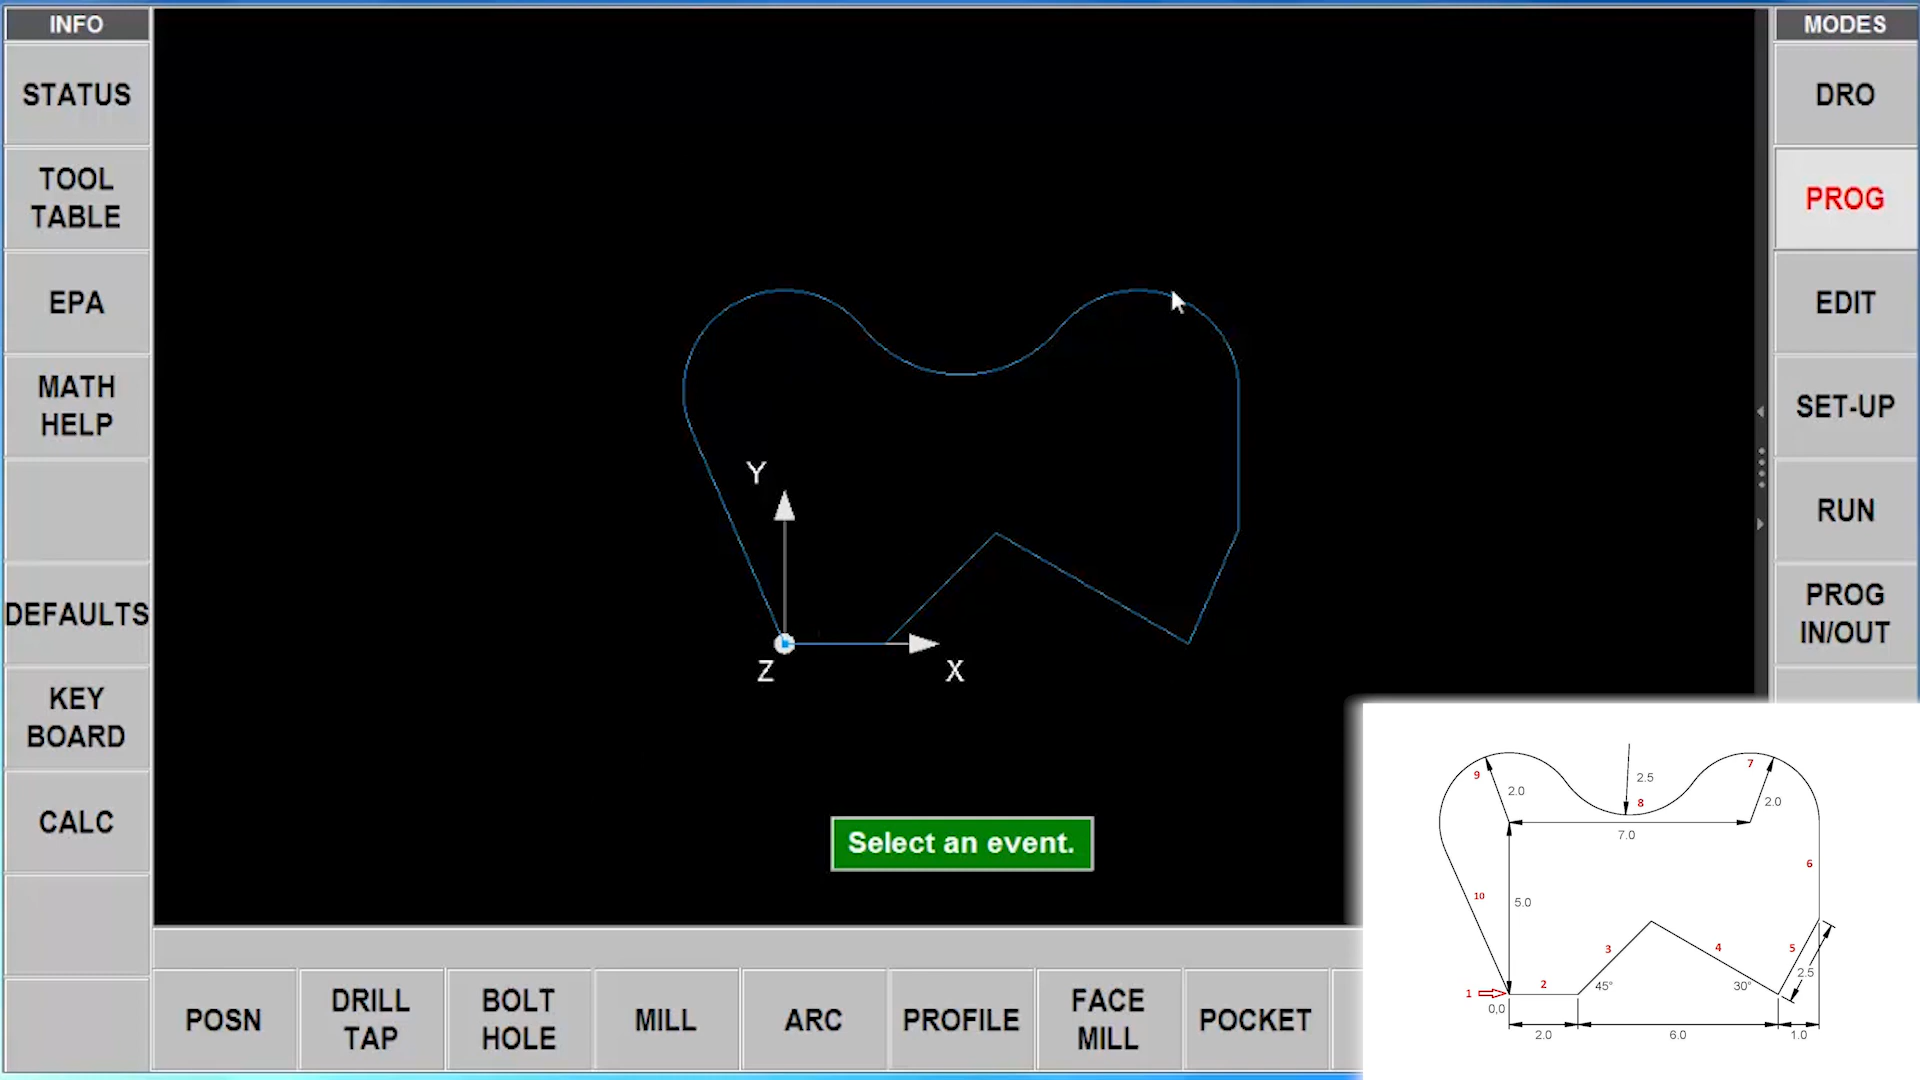 INFO
STATUS
TOOL
TABLE
EPA
MATH
HELP
DEFAULTS
KEY
BOARD
CALC
Y
Z
X
Select an event.
POSN
DRILL
TAP
BOLT
HOLE
MILL
ARC
PROFILE
FACE
MILL
POCKET
MODES
DRO
PROG
EDIT
SET-UP
RUN
PROG
IN/OUT
9
2.0
2.5
8
7
2.0
7.0
6
10
5.0
3
4
5
2.5
1
2
45°
30°
0,0
2.0
6.0
1.0